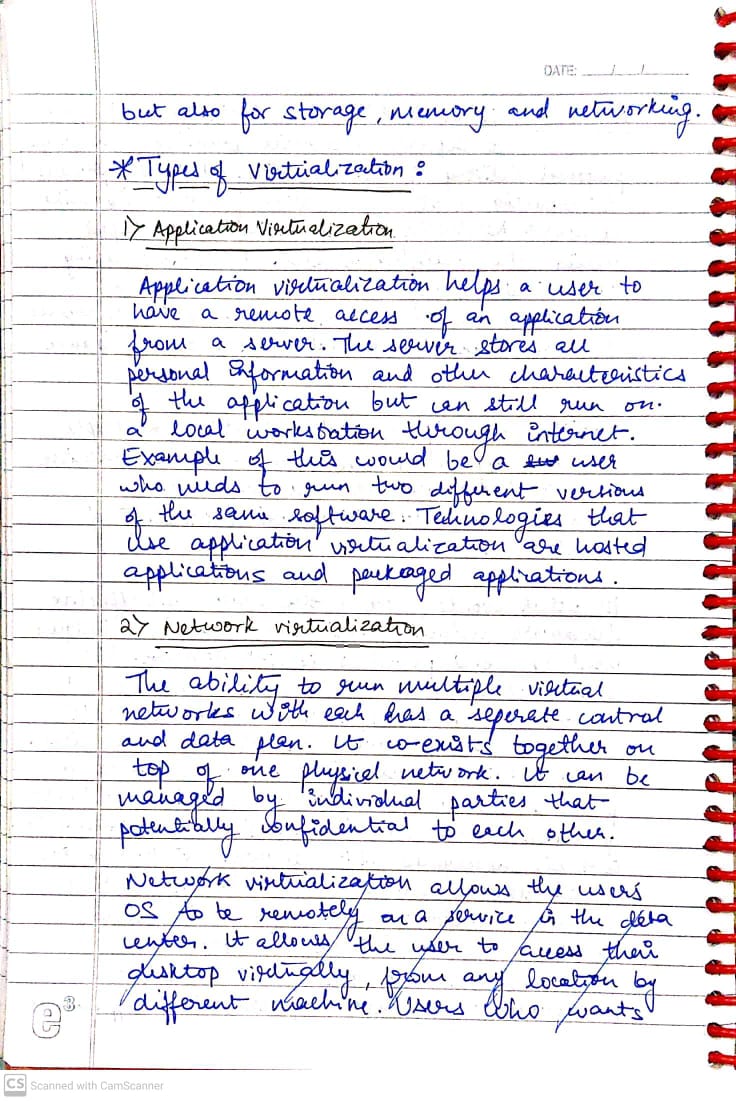 DATE: __/__/__
but also for storage, memory and networking.
* Types of Virtualization :
1) Application Virtualization
Application virtualization helps a user to
have a remote access of an application
from a server. The server stores all
personal Information and other characteristics
of the application but can still run on
a local workstation through internet.
Example of this would be a user
who needs to run two different versions
of the same software. Technologies that
Use application virtualization are hosted
applications and packaged applications.
2) Network virtualization
The ability to run multiple virtual
networks with each has a seperate control
and data plan. It co-exists together on
top of one physical network. It can be
managed by individual parties that
potentially confidential to each other.
Network virtualization allows the users
OS to be remotely on a service in the data
center. It allows the user to access their
desktop virtually, from any location by
different machine. Users who wants
e3
CS Scanned with CamScanner